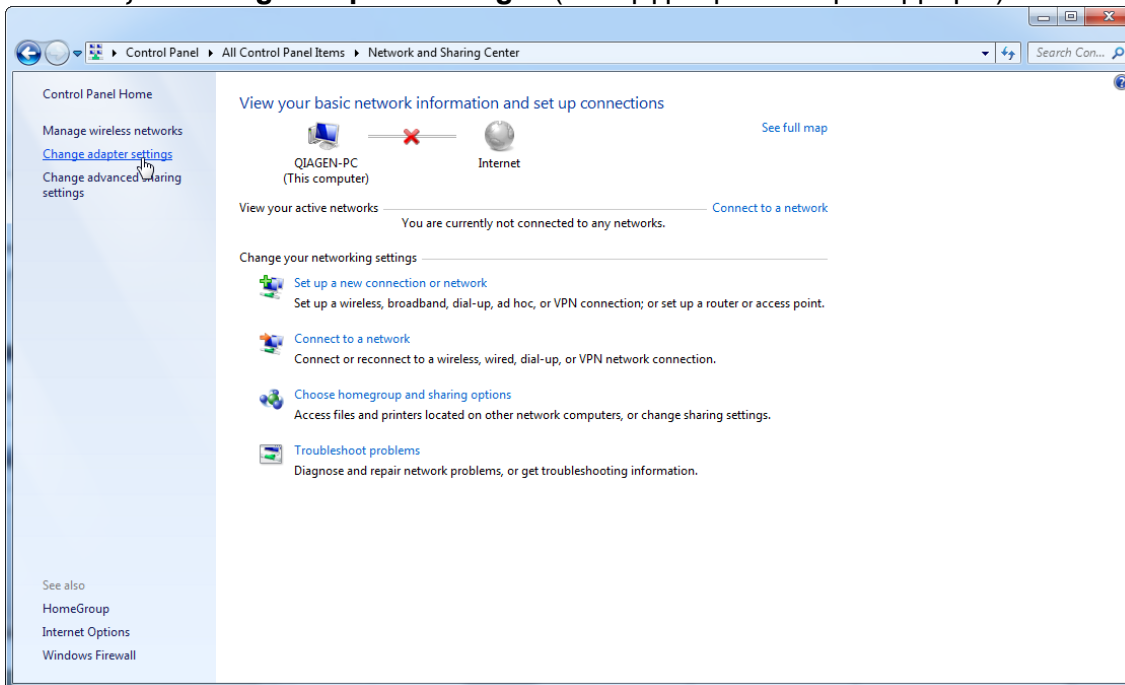 Control Panel ▸ All Control Panel Items ▸ Network and Sharing Center
Search Con...
Control Panel Home
Manage wireless networks
Change adapter settings
Change advanced sharing
settings
View your basic network information and set up connections
See full map
QIAGEN-PC
(This computer)
Internet
View your active networks
Connect to a network
You are currently not connected to any networks.
Change your networking settings
Set up a new connection or network
Set up a wireless, broadband, dial-up, ad hoc, or VPN connection; or set up a router or access point.
Connect to a network
Connect or reconnect to a wireless, wired, dial-up, or VPN network connection.
Choose homegroup and sharing options
Access files and printers located on other network computers, or change sharing settings.
Troubleshoot problems
Diagnose and repair network problems, or get troubleshooting information.
See also
HomeGroup
Internet Options
Windows Firewall